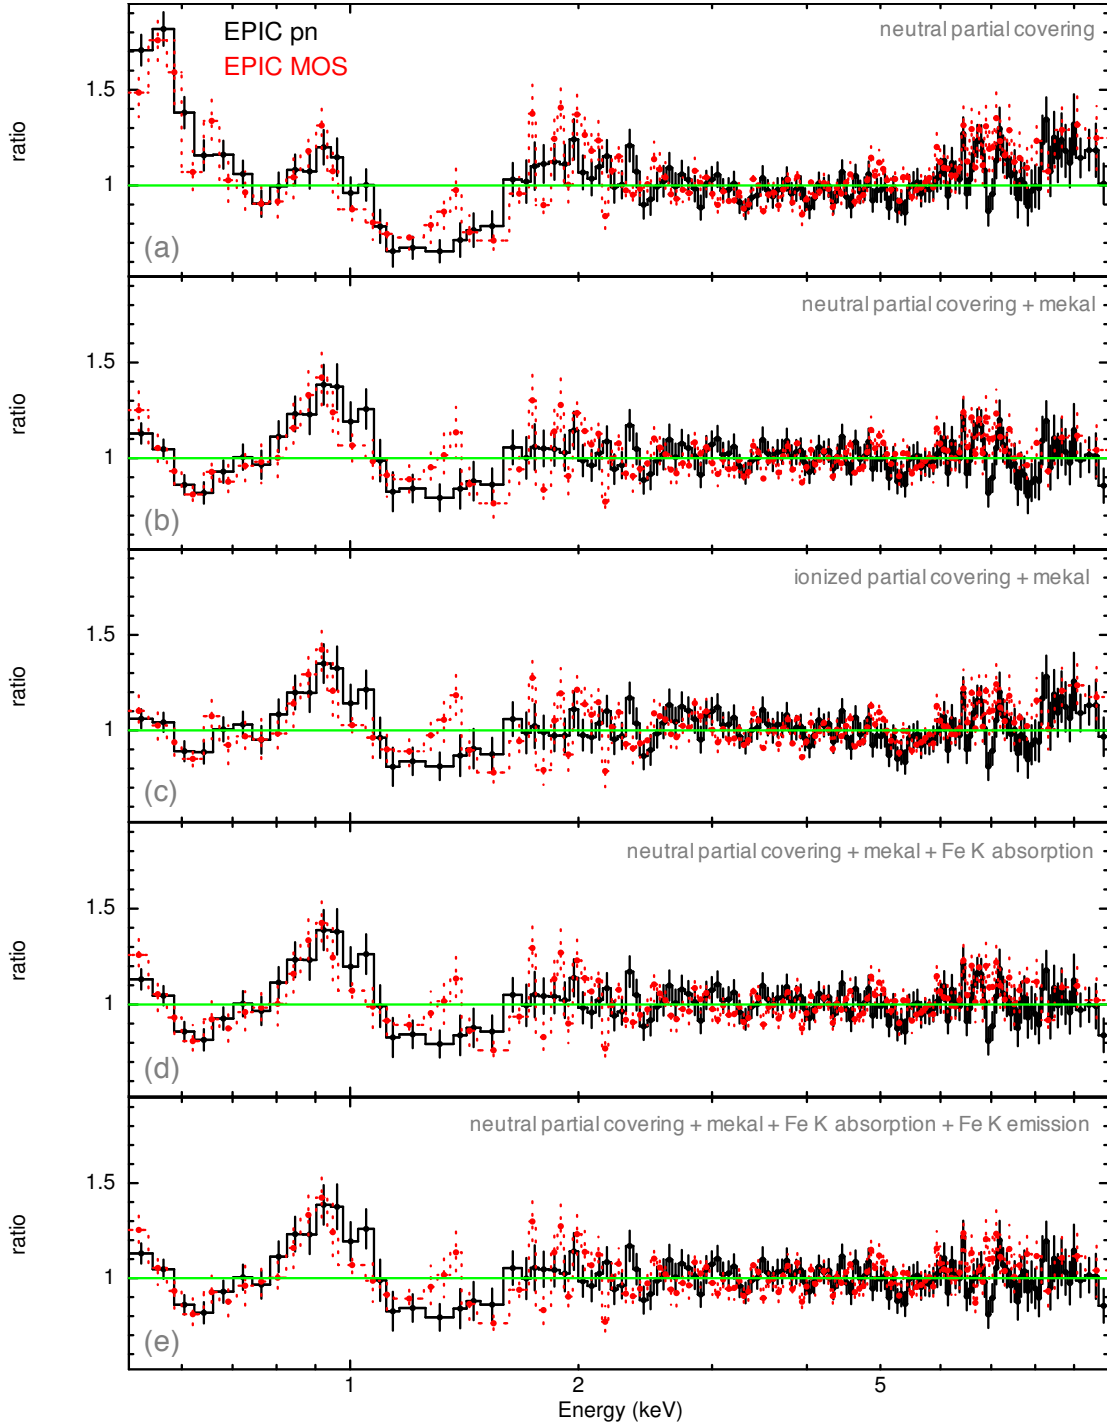 EPIC pn
EPIC MOS
neutral partial covering
ratio
1.5
1
(a)
neutral partial covering + mekal
ratio
1.5
1
(b)
ionized partial covering + mekal
ratio
1.5
1
(c)
neutral partial covering + mekal + Fe K absorption
ratio
1.5
1
(d)
neutral partial covering + mekal + Fe K absorption + Fe K emission
ratio
1.5
1
(e)
1 2 5
Energy (keV)